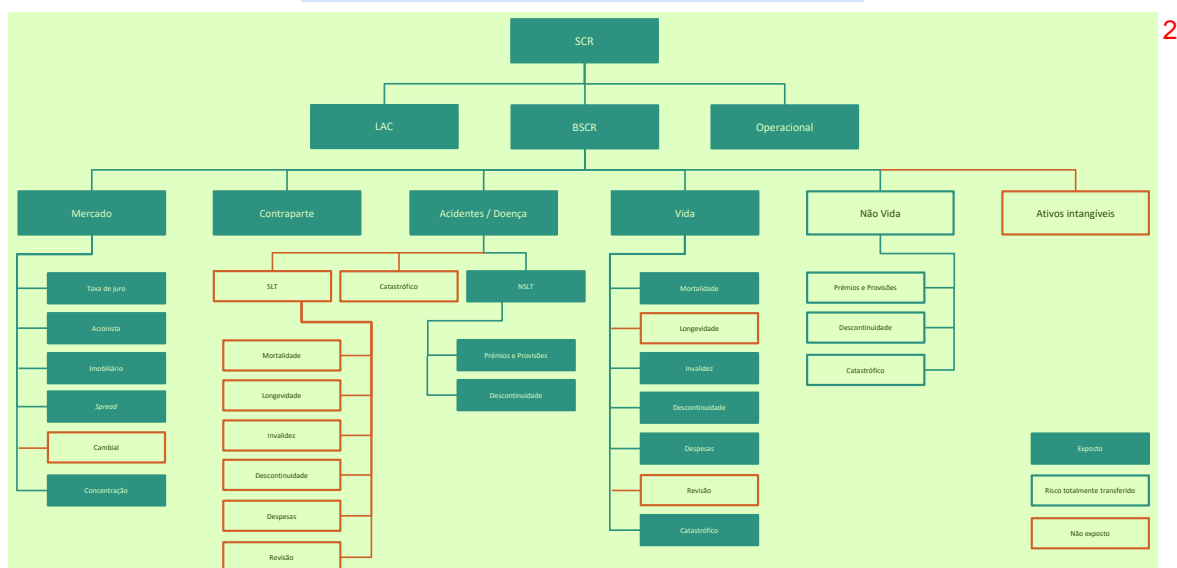 2
SCR
LAC
BSCR
Operacional
Mercado
Contraparte
Acidentes / Doença
Vida
Não Vida
Ativos intangíveis
Taxa de juro
Acionista
Imobiliário
Spread
Cambial
Concentração
SLT
Catastrófico
NSLT
Mortalidade
Longevidade
Invalidez
Descontinuidade
Despesas
Revisão
Prémios e Provisões
Descontinuidade
Mortalidade
Longevidade
Invalidez
Descontinuidade
Despesas
Revisão
Catastrófico
Prémios e Provisões
Descontinuidade
Catastrófico
Exposto
Risco totalmente transferido
Não exposto